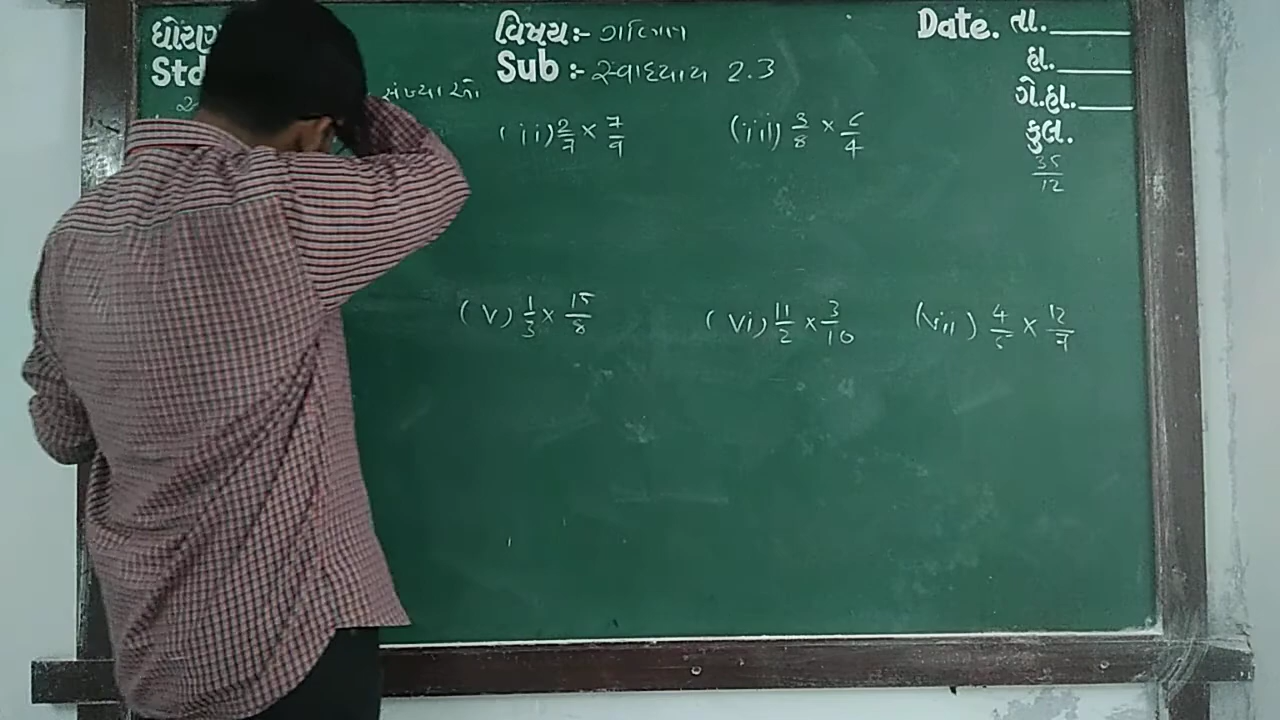 ધોરણ વિષય:- ગણિત Date. તા.
Std Sub :- સ્વાધ્યાય 2.3 હા.
સંખ્યાઓ ગે.હા.
(ii) 2/7 × 7/9 (iii) 3/8 × 6/4 કુલ.
35/12
(v) 1/3 × 15/8 (vi) 11/2 × 3/10 (vii) 4/5 × 12/7